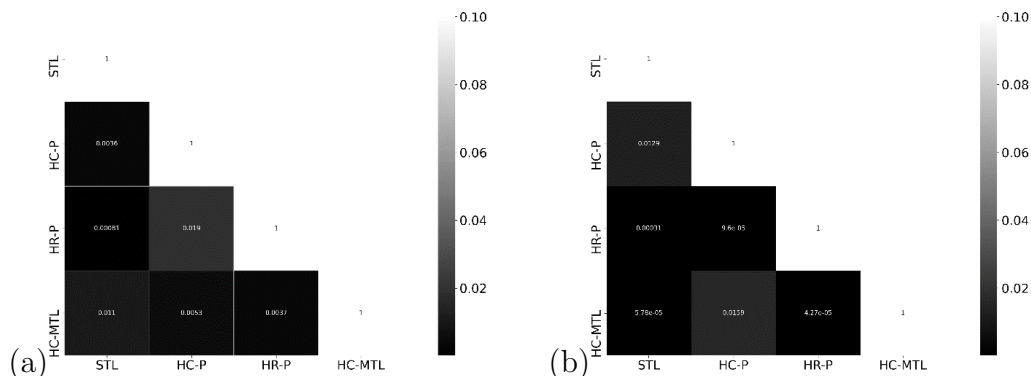 0.10
STL
1
0.08
HC-P
0.0036
1
0.06
0.04
HR-P
0.00081
0.019
1
0.02
HC-MTL
0.011
0.0053
0.0037
1
(a)
STL
HC-P
HR-P
HC-MTL
0.10
STL
1
0.08
HC-P
0.0129
1
0.06
0.04
HR-P
0.00031
9.6e-05
1
0.02
HC-MTL
5.78e-05
0.0159
4.27e-05
1
(b)
STL
HC-P
HR-P
HC-MTL